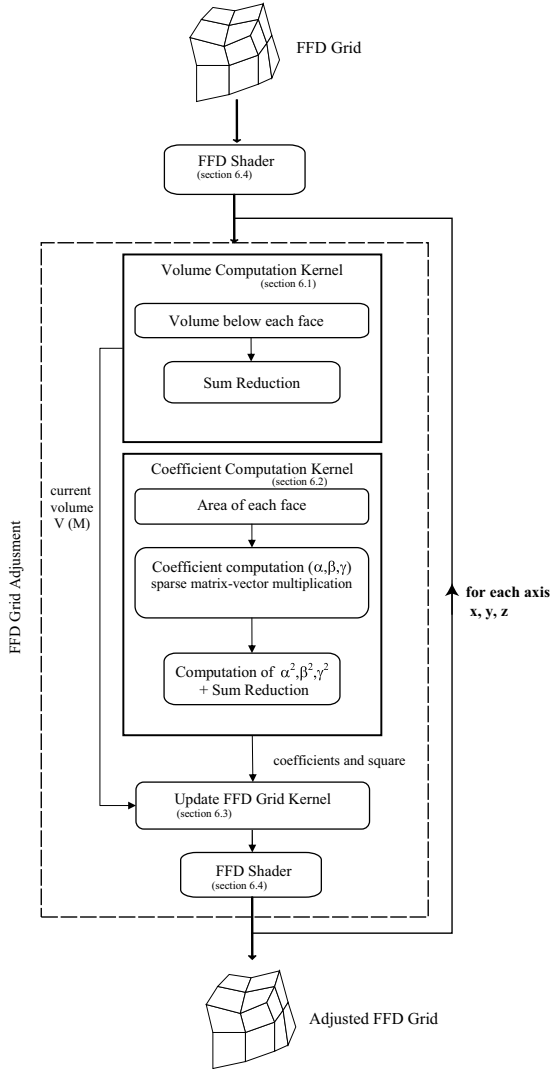 FFD Grid
FFD Shader
(section 6.4)
Volume Computation Kernel
(section 6.1)
Volume below each face
Sum Reduction
current
volume
V (M)
Coefficient Computation Kernel
(section 6.2)
Area of each face
Coefficient computation (α,β,γ)
sparse matrix-vector multiplication
Computation of α²,β²,γ²
+ Sum Reduction
FFD Grid Adjusment
for each axis
x, y, z
coefficients and square
Update FFD Grid Kernel
(section 6.3)
FFD Shader
(section 6.4)
Adjusted FFD Grid